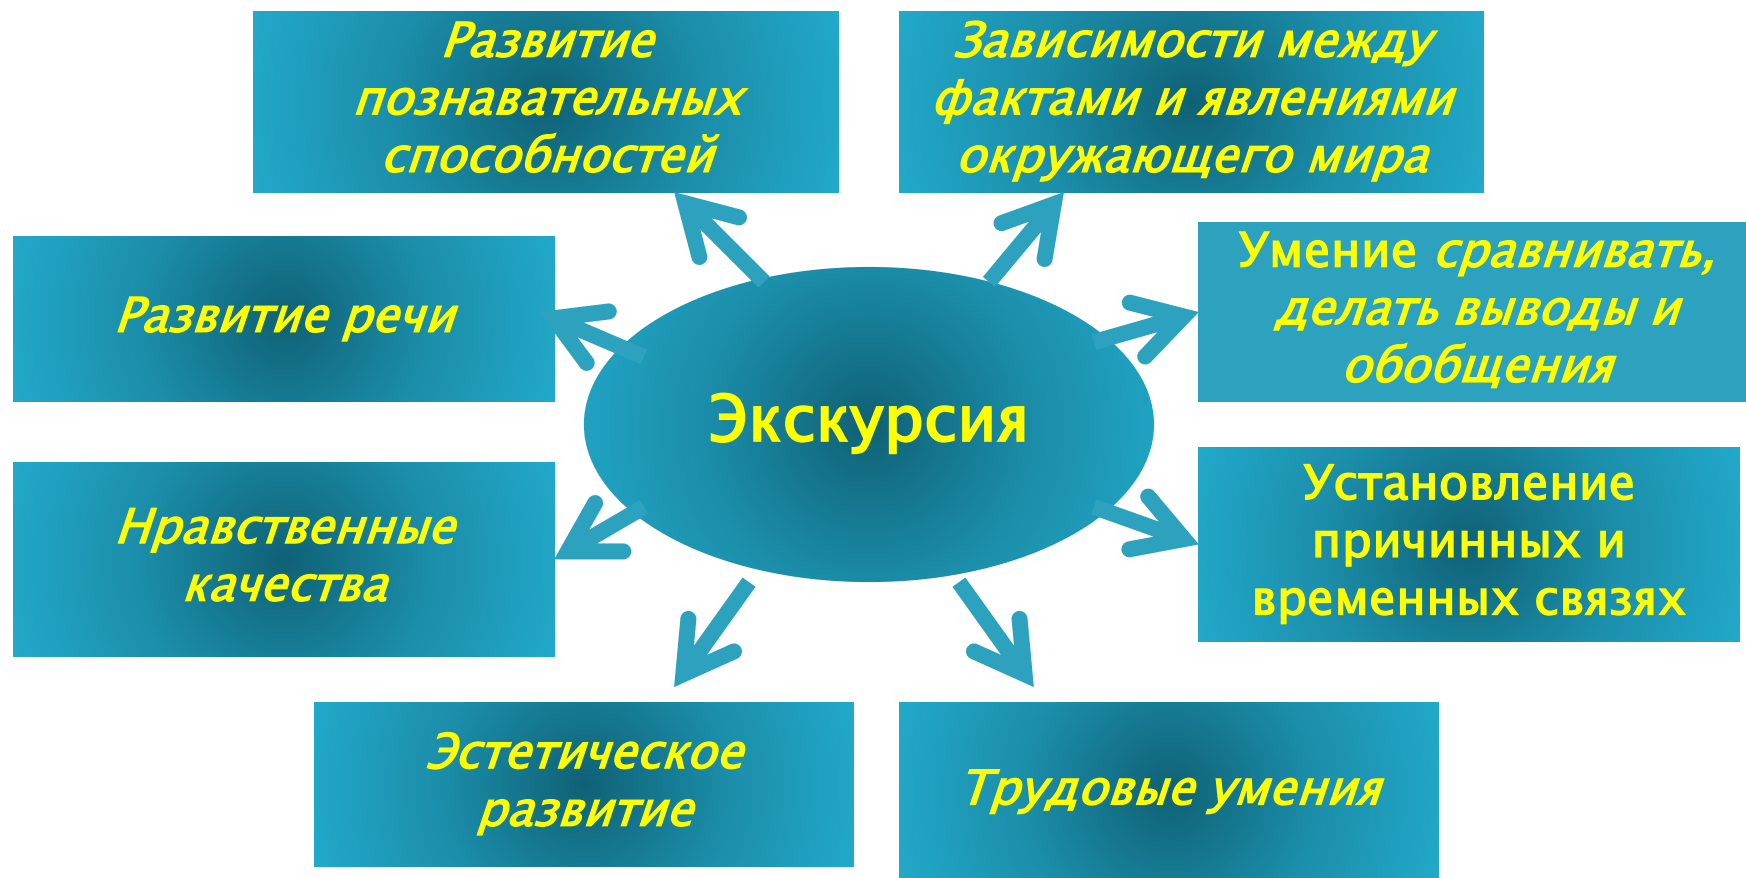 Развитие
познавательных
способностей
Зависимости между
фактами и явлениями
окружающего мира
Развитие речи
Умение сравнивать,
делать выводы и
обобщения
Экскурсия
Нравственные
качества
Установление
причинных и
временных связях
Эстетическое
развитие
Трудовые умения